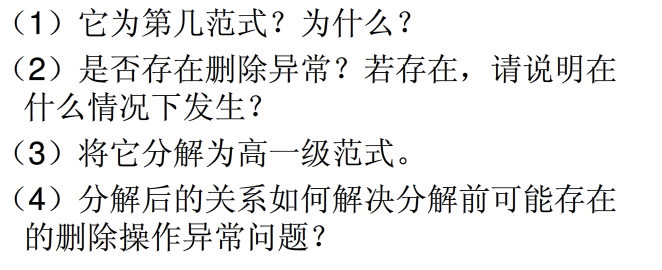 （1）它为第几范式？为什么？
（2）是否存在删除异常？若存在，请说明在
什么情况下发生？
（3）将它分解为高一级范式。
（4）分解后的关系如何解决分解前可能存在
的删除操作异常问题？